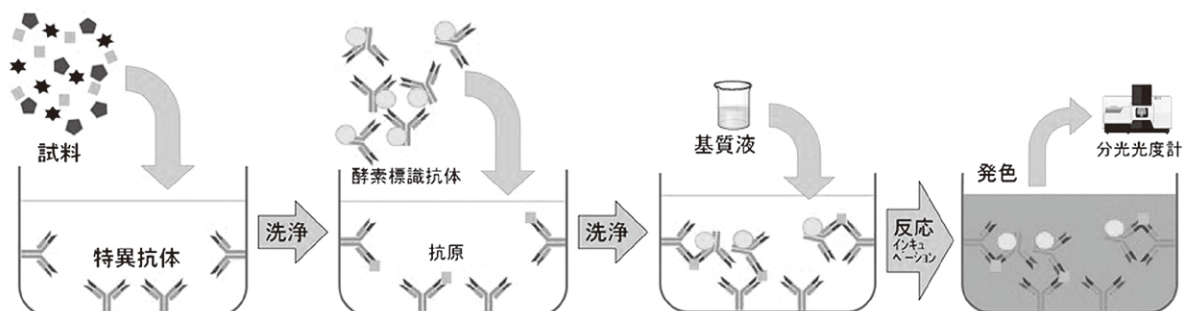 試料
特異抗体
洗浄
酵素標識抗体
抗原
洗浄
基質液
反応
インキュ
ベーション
発色
分光光度計